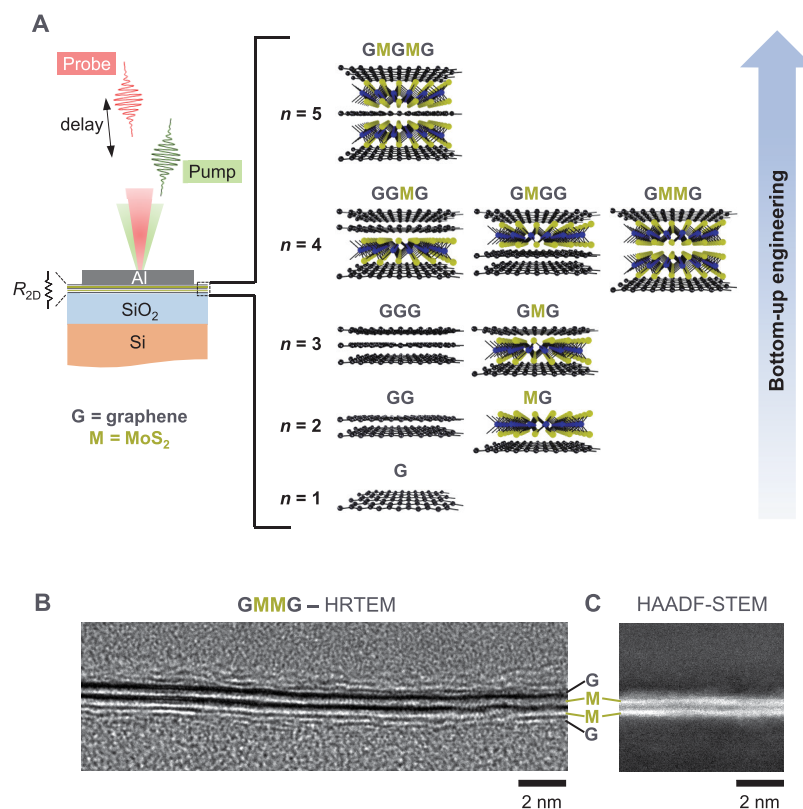 A
Probe
delay
Pump
Al
R2D
SiO2
Si
G = graphene
M = MoS2
GMGMG
n = 5
GGMG GMGG GMMG
n = 4
GGG GMG
n = 3
GG MG
n = 2
G
n = 1
Bottom-up engineering
B GMMG – HRTEM
C HAADF-STEM
G
M
M
G
2 nm 2 nm